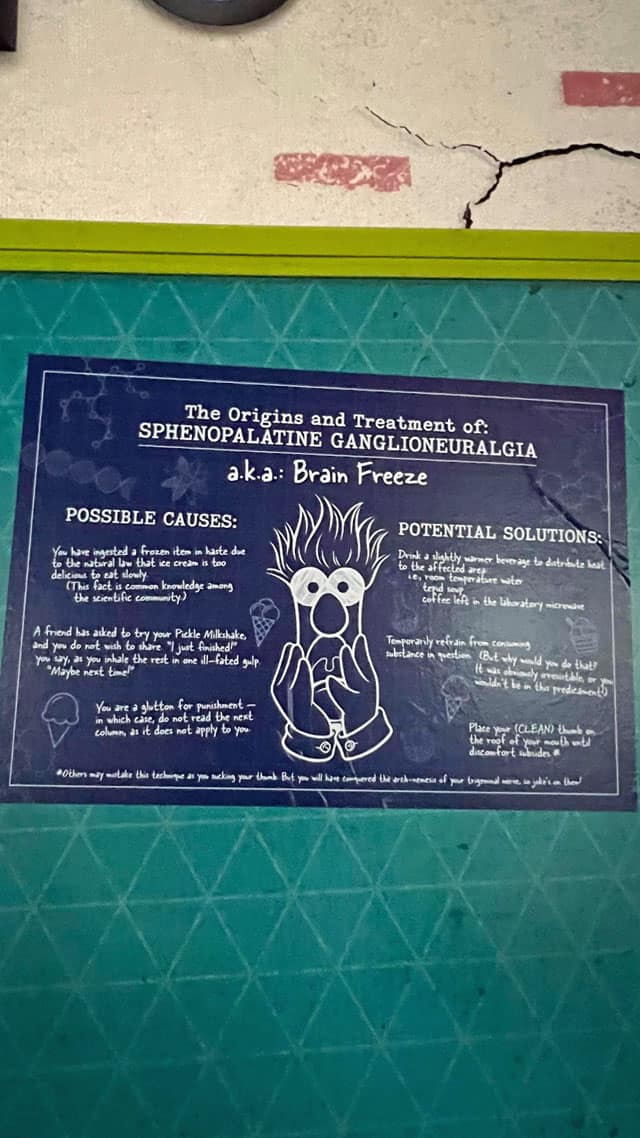 The Origins and Treatment of:
SPHENOPALATINE GANGLIONEURALGIA
a.k.a.: Brain Freeze
POSSIBLE CAUSES:
You have ingested a frozen item in haste due
to the natural law that ice cream is too
delicious to eat slowly.
(This fact is common knowledge among
the scientific community.)
A friend has asked to try your Pickle Milkshake,
and you do not wish to share. "I just finished!"
you say, as you inhale the rest in one ill-fated gulp.
"Maybe next time!"
You are a glutton for punishment —
in which case, do not read the next
column, as it does not apply to you.
POTENTIAL SOLUTIONS:
Drink a slightly warmer beverage to distribute heat
to the affected area:
i.e., room temperature water
tepid soup
coffee left in the laboratory microwave
Temporarily refrain from consuming
substance in question. (But why would you do that?
It was obviously irresistible, or you
wouldn't be in this predicament!)
Place your (CLEAN) thumb on
the roof of your mouth until
discomfort subsides.*
*Others may mistake this technique as you sucking your thumb. But you will have conquered the arch-nemesis of your trigeminal nerve, so joke's on them!